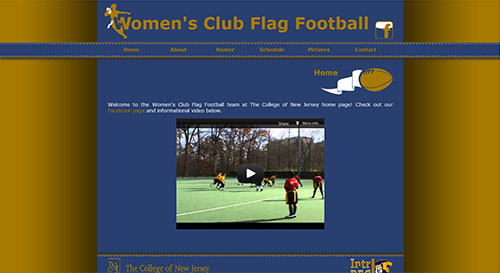 Women's Club Flag Football
Home About Roster Schedule Pictures Contact
Home
Welcome to the Women's Club Flag Football team at The College of New Jersey home page! Check out our
Facebook page and informational video below.
Share More info
The College of New Jersey
Intr
REC